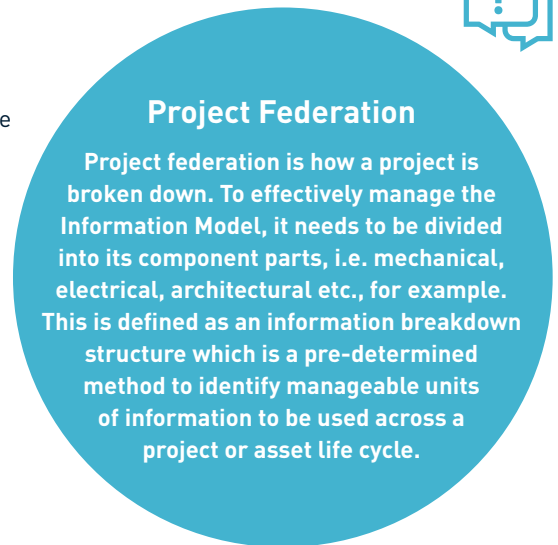 e
Project Federation
Project federation is how a project is
broken down. To effectively manage the
Information Model, it needs to be divided
into its component parts, i.e. mechanical,
electrical, architectural etc., for example.
This is defined as an information breakdown
structure which is a pre-determined
method to identify manageable units
of information to be used across a
project or asset life cycle.